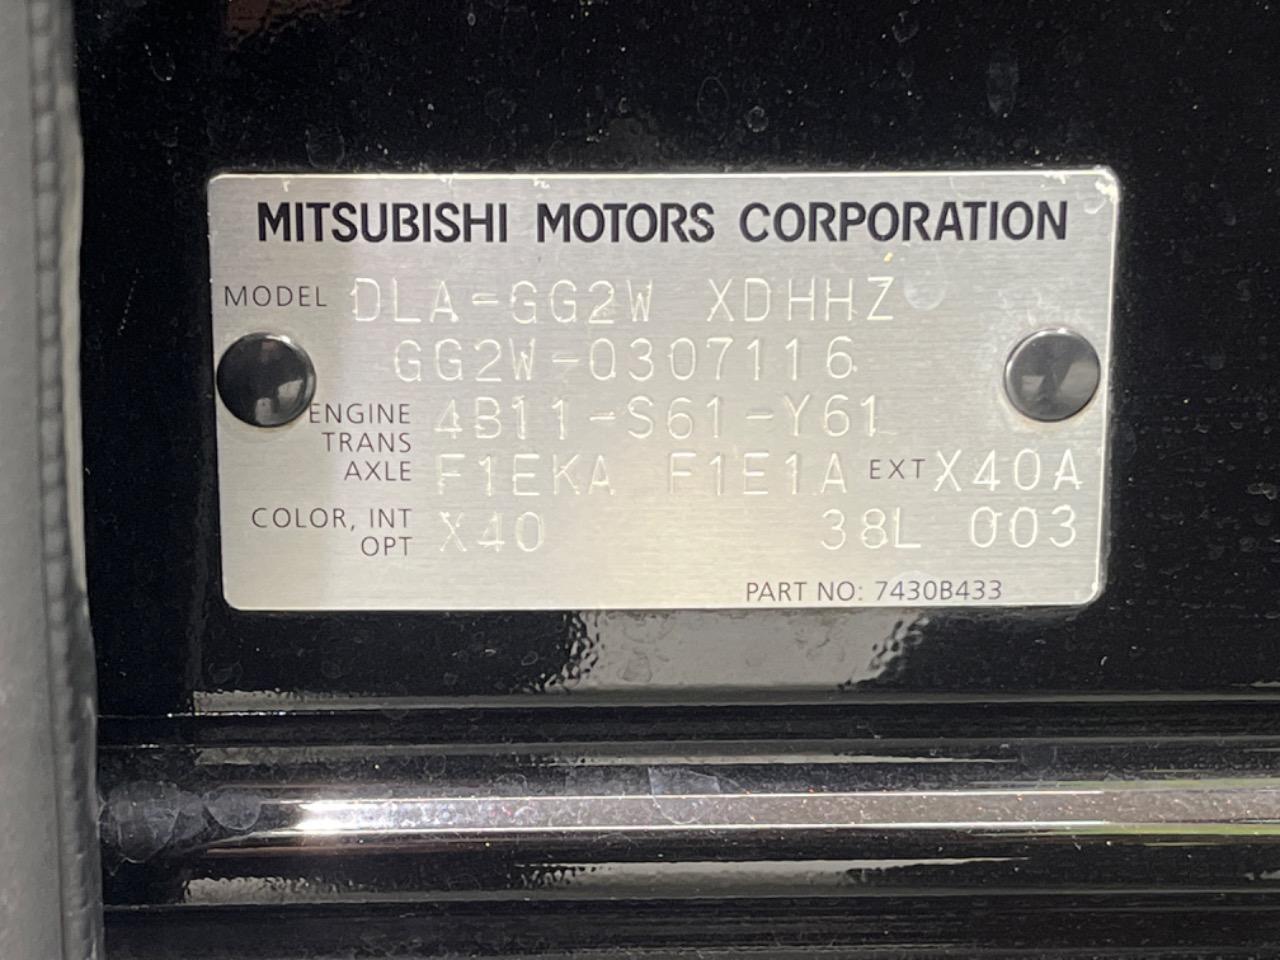 MITSUBISHI MOTORS CORPORATION
MODEL DLA-GG2W XDHHZ
GG2W-0307116
ENGINE 4B11-S61-Y61
TRANS
AXLE F1EKA F1E1A EXT X40A
COLOR, INT X40 38L 003
OPT
PART NO: 7430B433